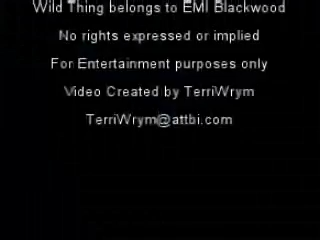 Wild Thing belongs to EMI Blackwood
No rights expressed or implied
For Entertainment purposes only
Video Created by TerriWrym
TerriWrym@attbi.com